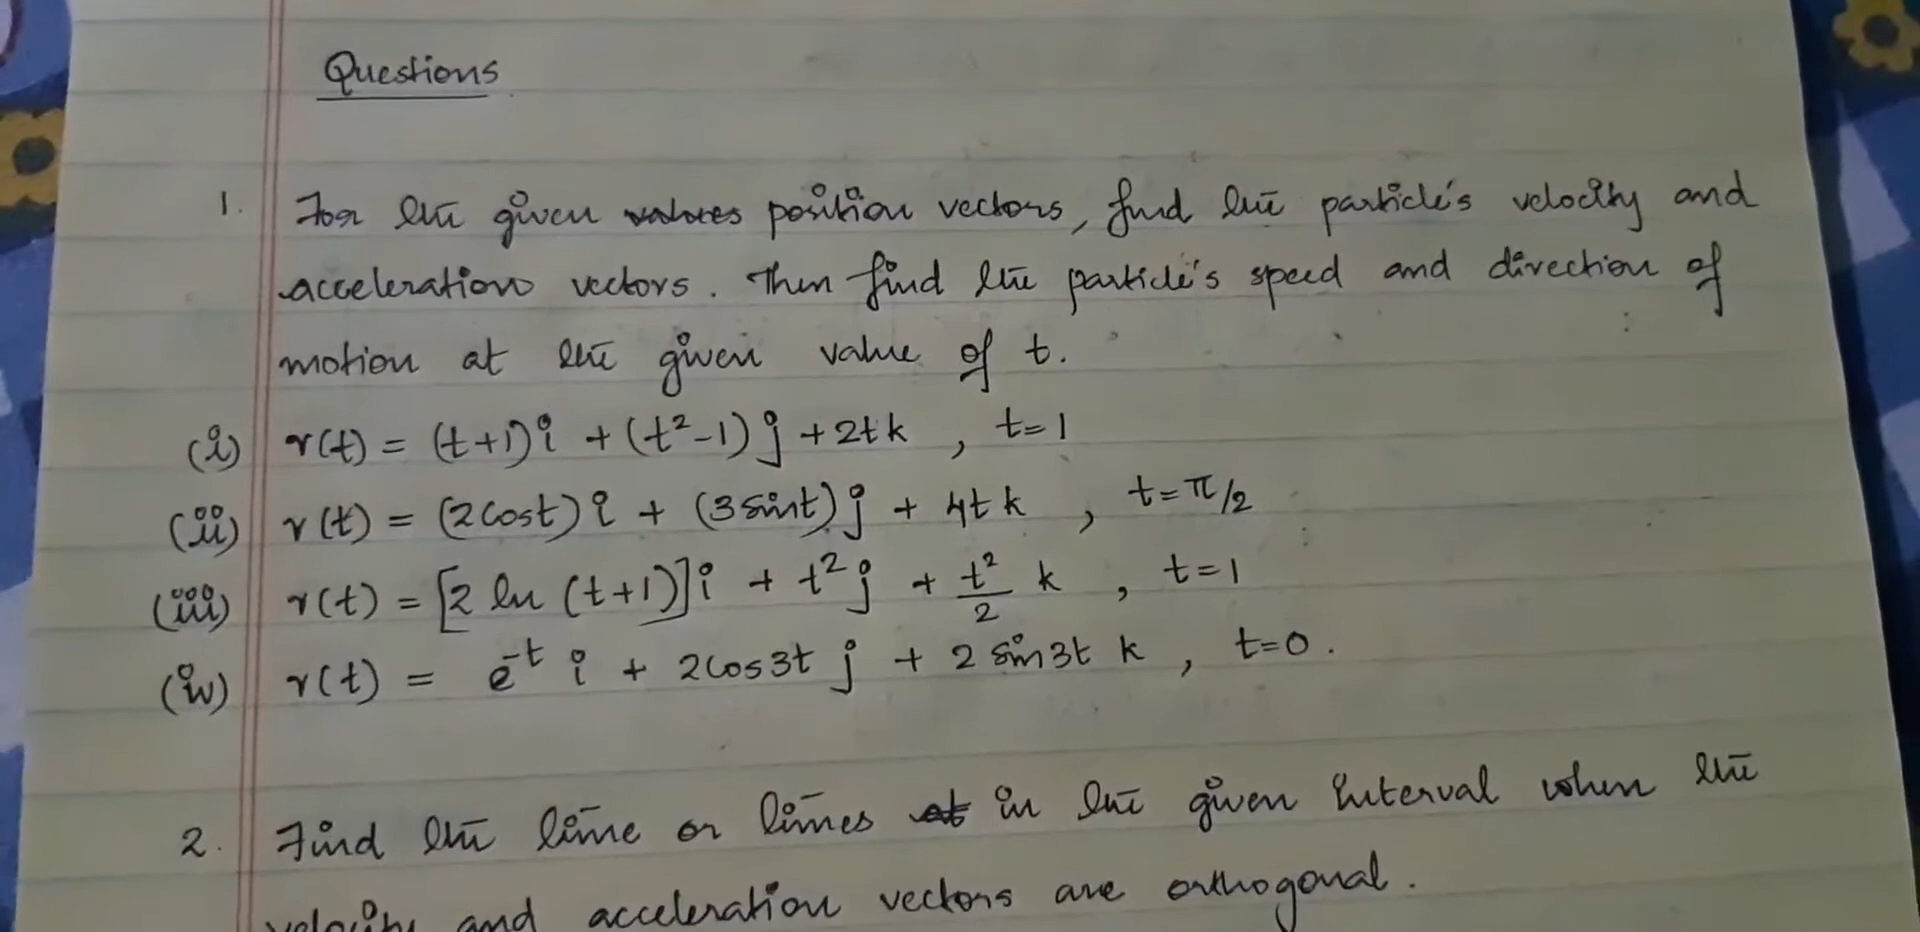 Questions
1. For the given values position vectors, find the particle's velocity and
acceleration vectors. Then find the particle's speed and direction of
motion at the given value of t.
(i) r(t) = (t+1)i + (t²-1)j + 2tk , t=1
(ii) r(t) = (2cost)i + (3sint)j + 4tk , t=π/2
(iii) r(t) = [2 ln (t+1)]i + t²j + t²/2 k , t=1
(iv) r(t) = e⁻ᵗ i + 2cos3t j + 2 sin3t k , t=0.
2. Find the time or times at in the given interval when the
velocity and acceleration vectors are orthogonal.